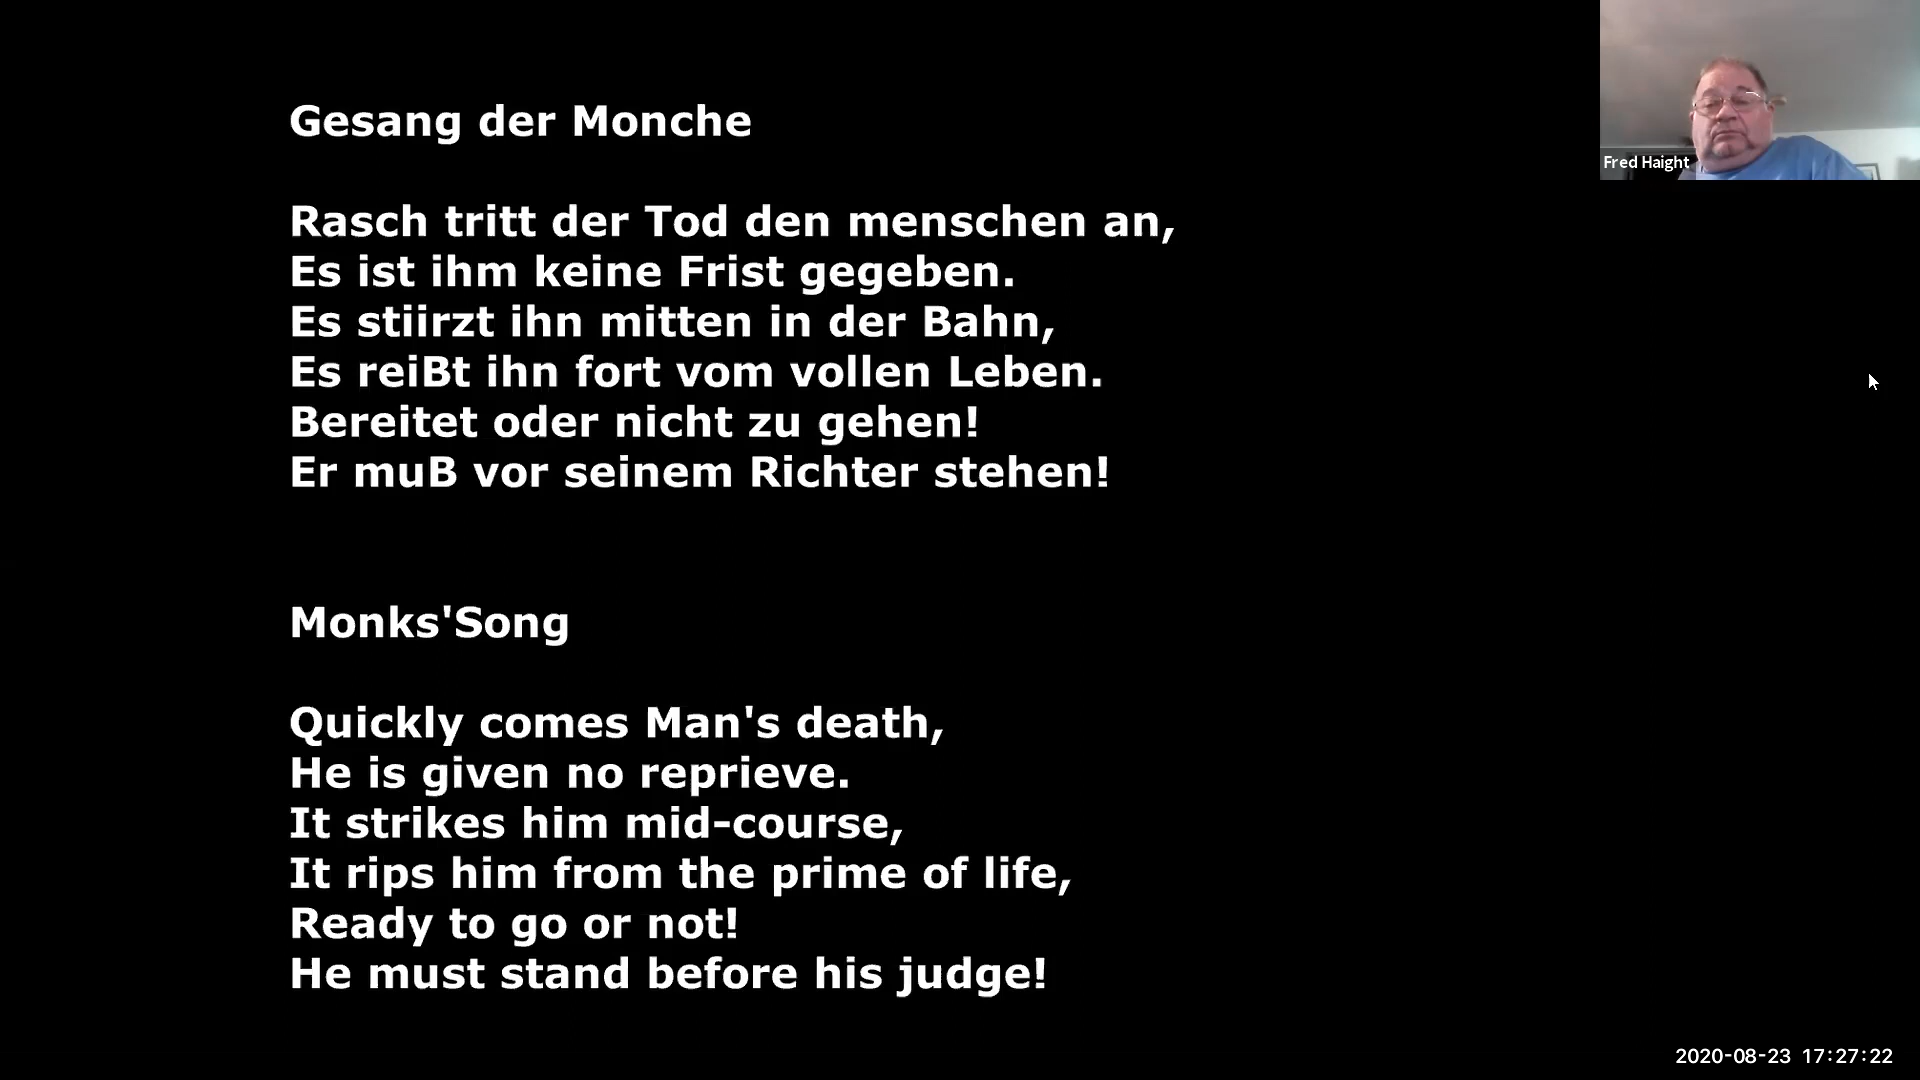 Gesang der Monche
Rasch tritt der Tod den menschen an,
Es ist ihm keine Frist gegeben.
Es stiirzt ihn mitten in der Bahn,
Es reiBt ihn fort vom vollen Leben.
Bereitet oder nicht zu gehen!
Er muB vor seinem Richter stehen!
Monks'Song
Quickly comes Man's death,
He is given no reprieve.
It strikes him mid-course,
It rips him from the prime of life,
Ready to go or not!
He must stand before his judge!
Fred Haight
2020-08-23 17:27:22